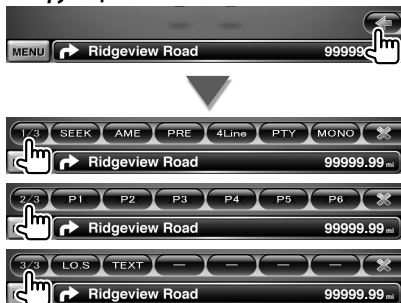 MENU Ridgeview Road 99999
1/3 SEEK AME PRE 4Line PTY MONO
Ridgeview Road 99999.99 mi
2/3 P1 P2 P3 P4 P5 P6
Ridgeview Road 99999.99 mi
3/3 LO.S TEXT — — — —
Ridgeview Road 99999.99 mi